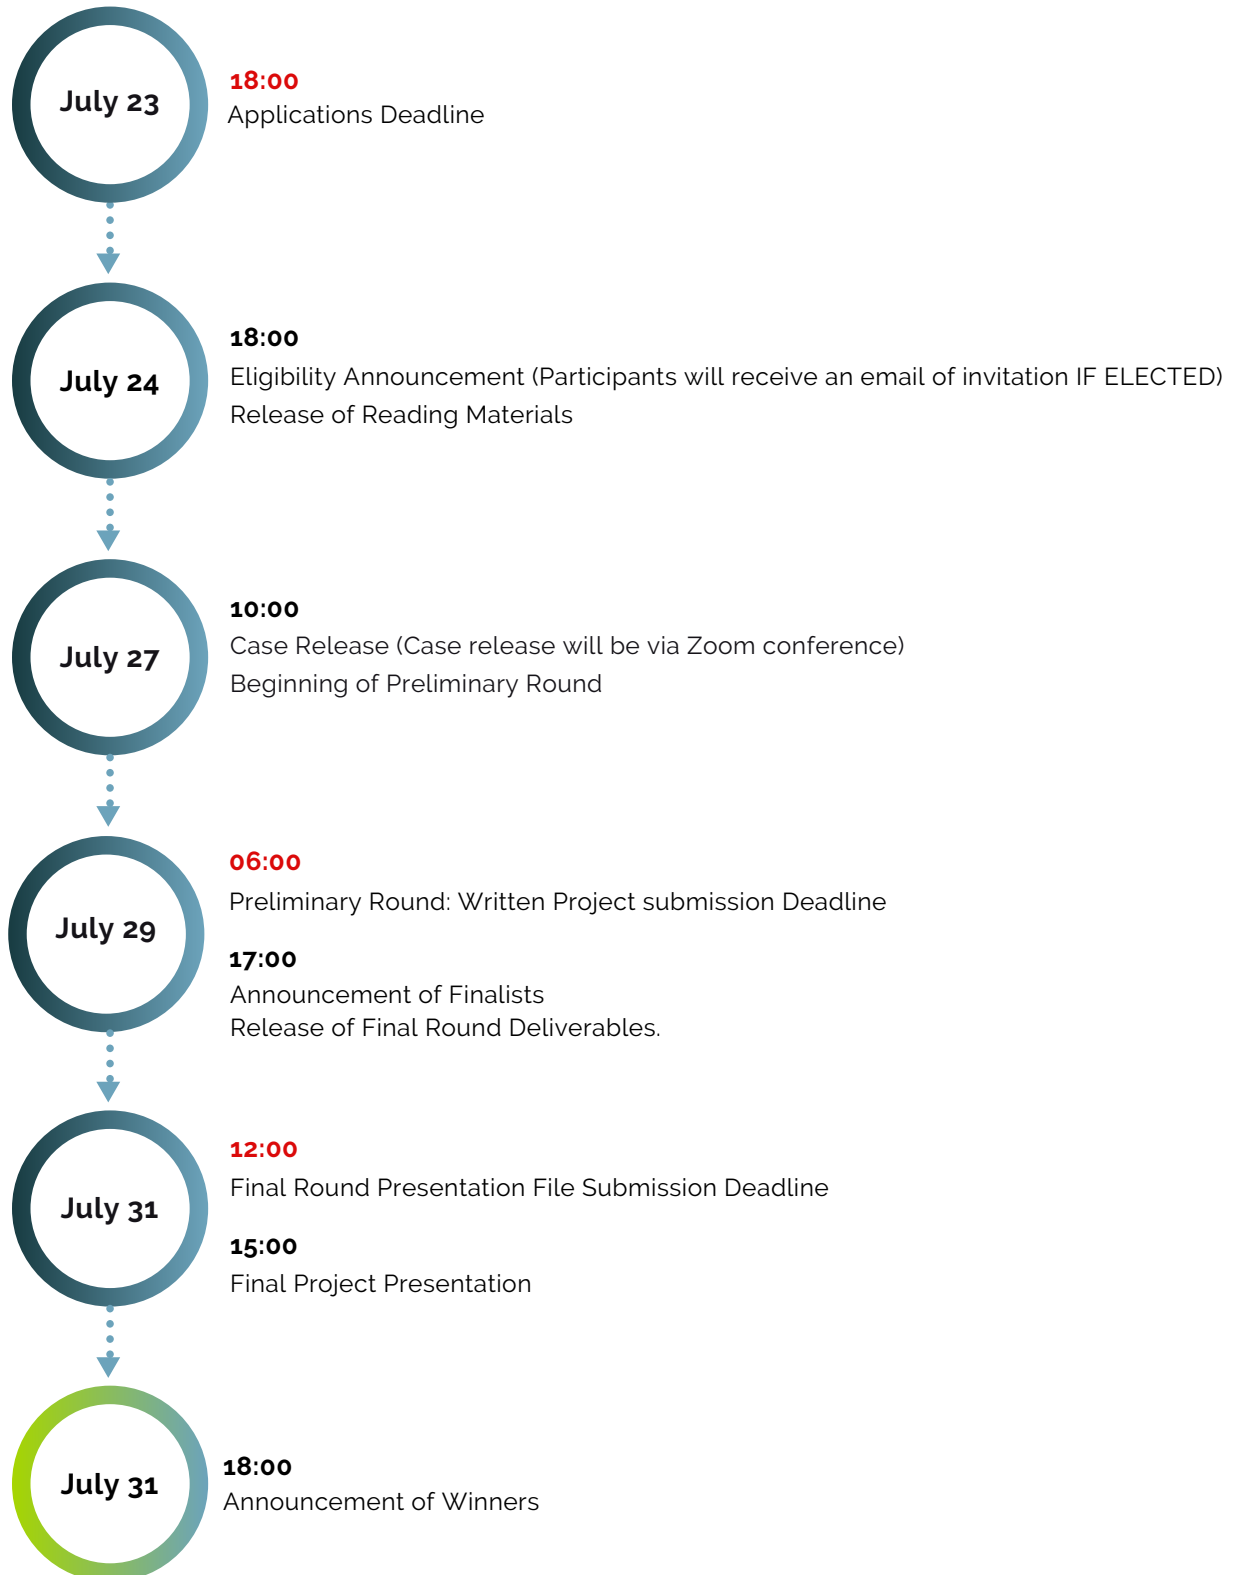 July 23
18:00
Applications Deadline
July 24
18:00
Eligibility Announcement (Participants will receive an email of invitation IF ELECTED)
Release of Reading Materials
July 27
10:00
Case Release (Case release will be via Zoom conference)
Beginning of Preliminary Round
July 29
06:00
Preliminary Round: Written Project submission Deadline
17:00
Announcement of Finalists
Release of Final Round Deliverables.
July 31
12:00
Final Round Presentation File Submission Deadline
15:00
Final Project Presentation
July 31
18:00
Announcement of Winners